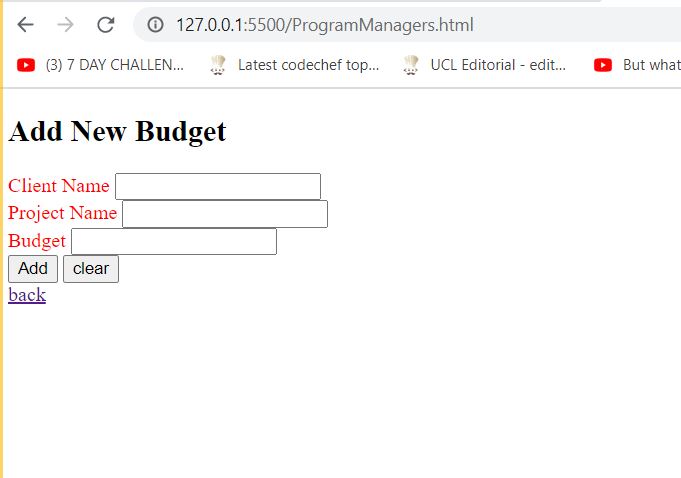 127.0.0.1:5500/ProgramManagers.html
(3) 7 DAY CHALLEN... Latest codechef top... UCL Editorial - edit... But what
Add New Budget
Client Name
Project Name
Budget
Add clear
back